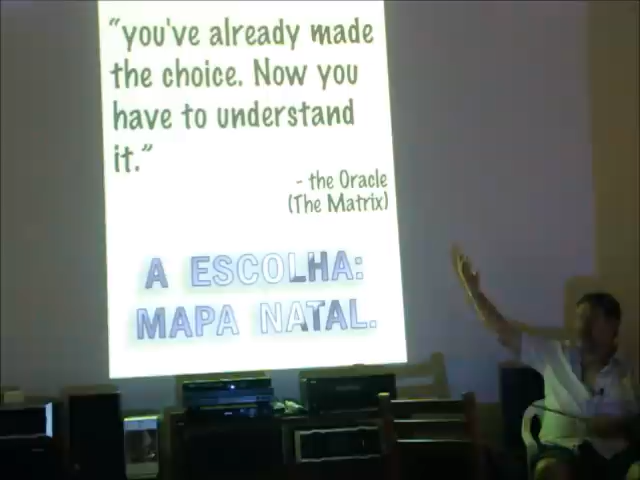 “you've already made
the choice. Now you
have to understand
it.”
- the Oracle
(The Matrix)
A ESCOLHA:
MAPA NATAL.